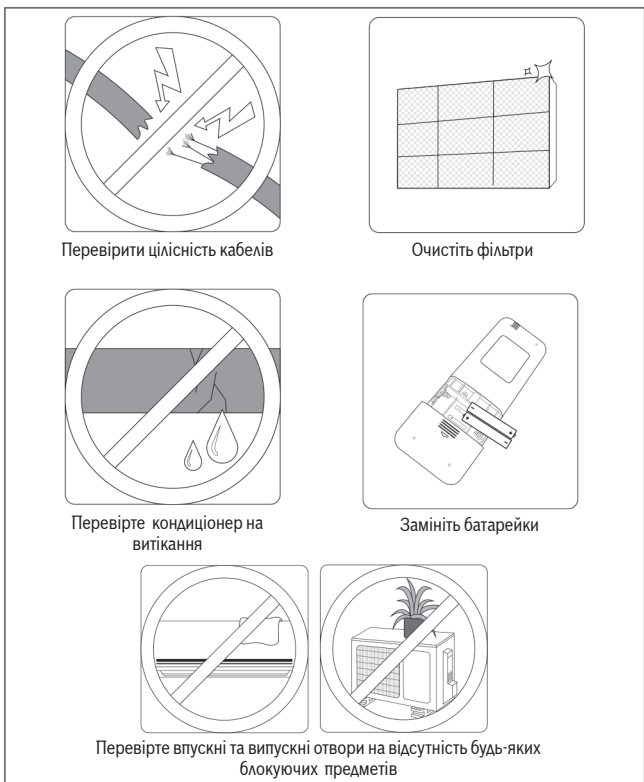 Перевірити цілісність кабелів
Очистіть фільтри
Перевірте кондиціонер на
витікання
Замініть батарейки
Перевірте впускні та випускні отвори на відсутність будь-яких
блокуючих предметів